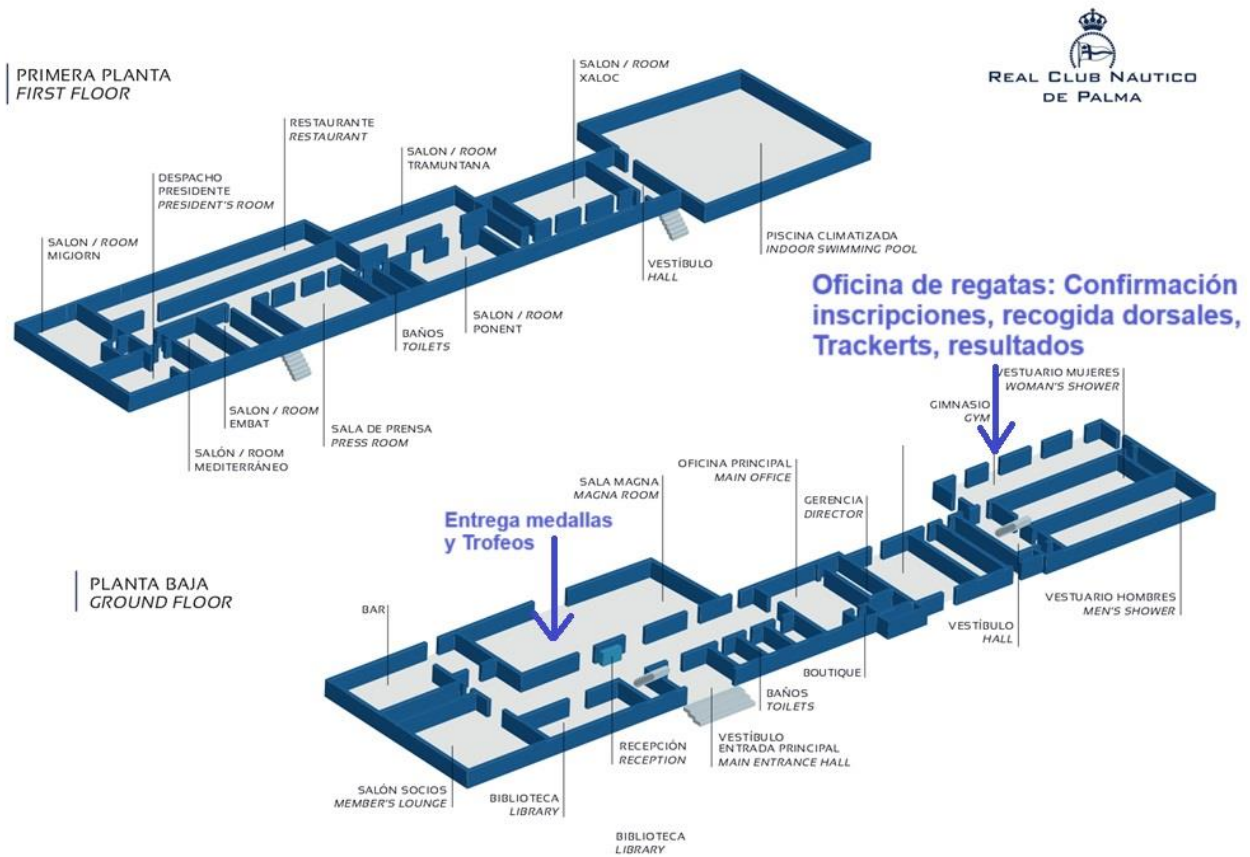 REAL CLUB NAUTICO
DE PALMA
PRIMERA PLANTA
FIRST FLOOR
SALON / ROOM
XALOC
RESTAURANTE
RESTAURANT
SALON / ROOM
TRAMUNTANA
DESPACHO
PRESIDENTE
PRESIDENT'S ROOM
SALON / ROOM
MIGJORN
PISCINA CLIMATIZADA
INDOOR SWIMMING POOL
VESTÍBULO
HALL
SALON / ROOM
PONENT
BAÑOS
TOILETS
SALON / ROOM
EMBAT
SALA DE PRENSA
PRESS ROOM
SALÓN / ROOM
MEDITERRÁNEO
Oficina de regatas: Confirmación
inscripciones, recogida dorsales,
Trackerts, resultados
VESTUARIO MUJERES
WOMAN'S SHOWER
GIMNASIO
GYM
OFICINA PRINCIPAL
MAIN OFFICE
SALA MAGNA
MAGNA ROOM
GERENCIA
DIRECTOR
Entrega medallas
y Trofeos
PLANTA BAJA
GROUND FLOOR
BAR
VESTUARIO HOMBRES
MEN'S SHOWER
VESTÍBULO
HALL
BOUTIQUE
BAÑOS
TOILETS
VESTÍBULO
ENTRADA PRINCIPAL
MAIN ENTRANCE HALL
RECEPCIÓN
RECEPTION
SALÓN SOCIOS
MEMBER'S LOUNGE
BIBLIOTECA
LIBRARY
BIBLIOTECA
LIBRARY